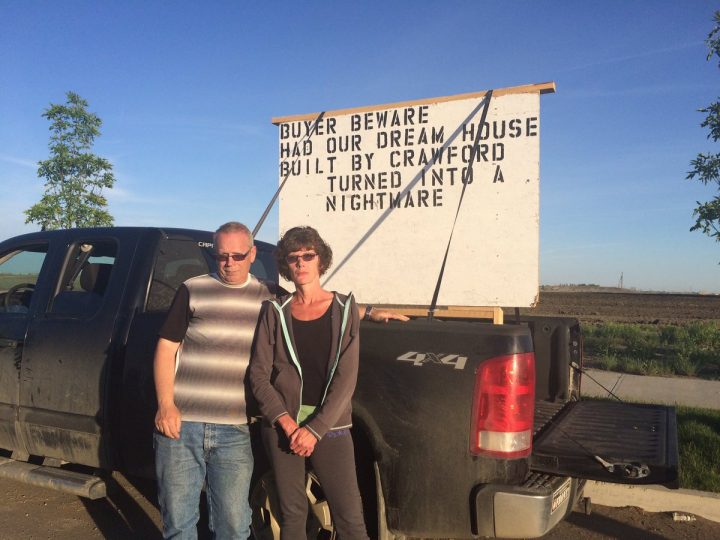 BUYER BEWARE
HAD OUR DREAM HOUSE
BUILT BY CRAWFORD
TURNED INTO A
NIGHTMARE
4X4